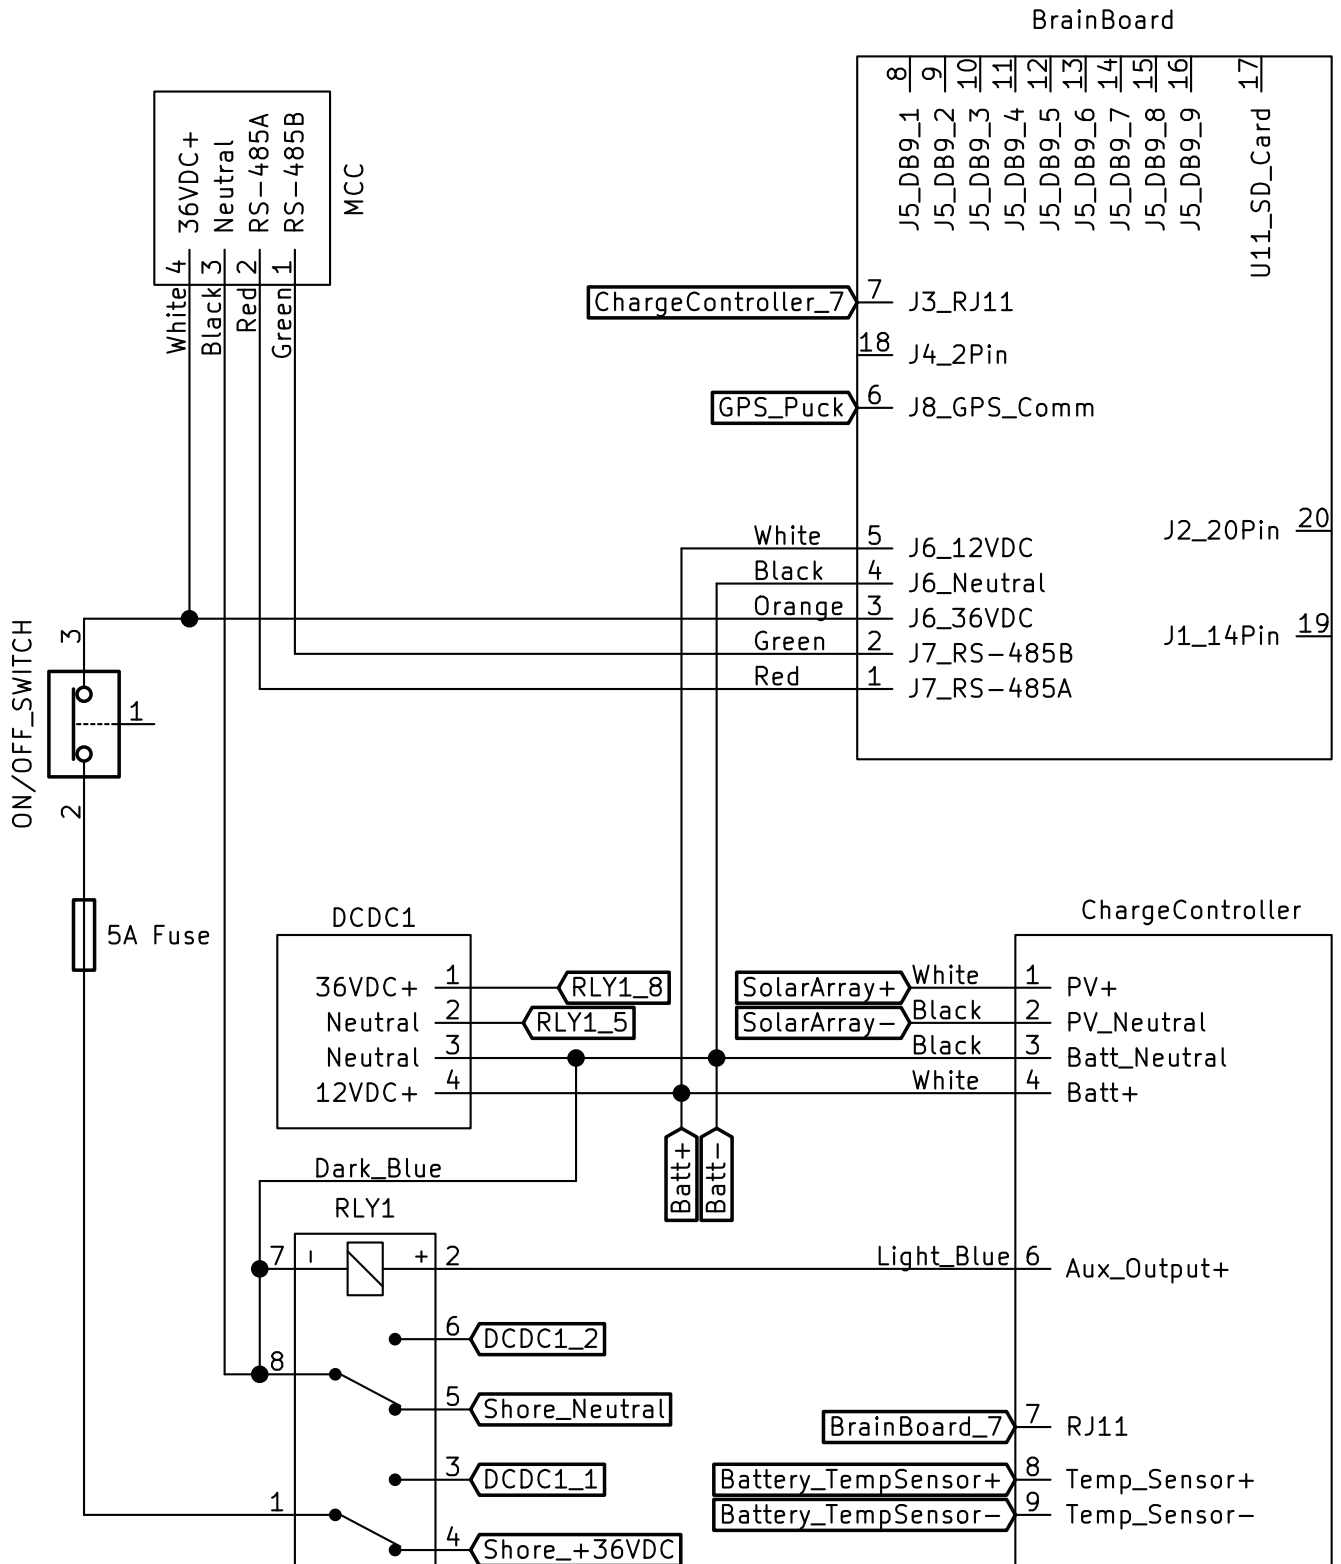 BrainBoard
8
9
10
11
12
13
14
15
16
17
J5_DB9_1
J5_DB9_2
J5_DB9_3
J5_DB9_4
J5_DB9_5
J5_DB9_6
J5_DB9_7
J5_DB9_8
J5_DB9_9
U11_SD_Card
36VDC+
Neutral
RS-485A
RS-485B
MCC
4
3
2
1
White
Black
Red
Green
ChargeController_7
7
J3_RJ11
18
J4_2Pin
GPS_Puck
6
J8_GPS_Comm
White
5
J6_12VDC
Black
4
J6_Neutral
Orange
3
J6_36VDC
Green
2
J7_RS-485B
Red
1
J7_RS-485A
J2_20Pin
20
J1_14Pin
19
ON/OFF_SWITCH
3
1
2
5A Fuse
DCDC1
36VDC+
1
RLY1_8
Neutral
2
RLY1_5
Neutral
3
12VDC+
4
ChargeController
SolarArray+
White
1
PV+
SolarArray-
Black
2
PV_Neutral
Black
3
Batt_Neutral
White
4
Batt+
Batt+
Batt-
Dark_Blue
RLY1
7
-
+
2
Light_Blue
6
Aux_Output+
6
DCDC1_2
8
5
Shore_Neutral
3
DCDC1_1
1
4
Shore_+36VDC
BrainBoard_7
7
RJ11
Battery_TempSensor+
8
Temp_Sensor+
Battery_TempSensor-
9
Temp_Sensor-